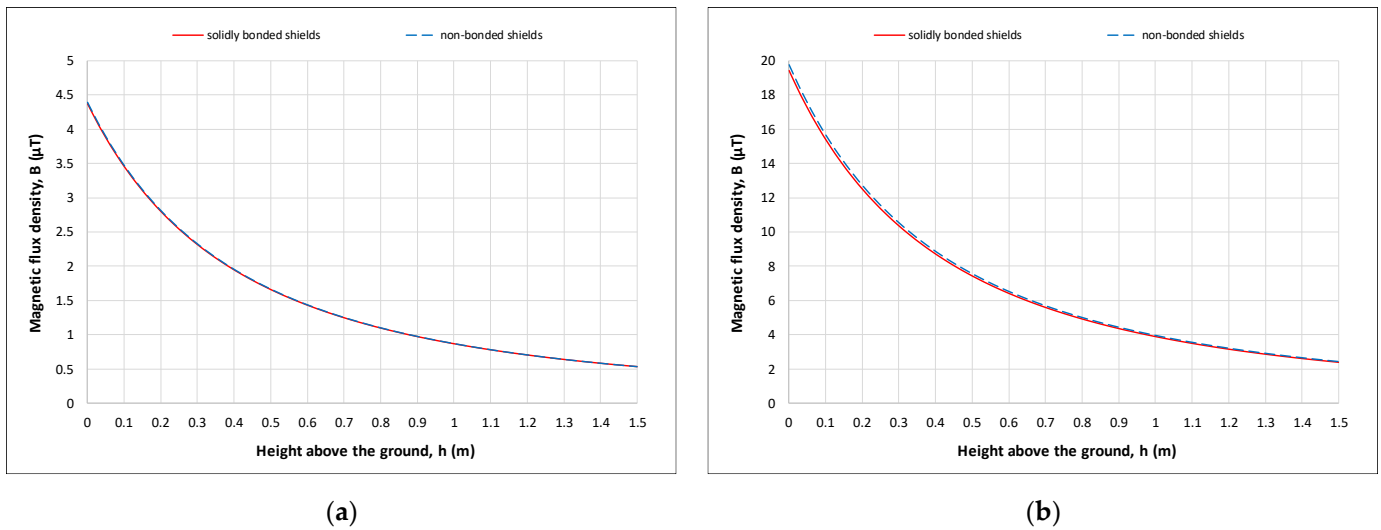 solidly bonded shields non-bonded shields
5
4.5
4
3.5
3
2.5
2
1.5
1
0.5
0
Magnetic flux density, B (μT)
0 0.1 0.2 0.3 0.4 0.5 0.6 0.7 0.8 0.9 1 1.1 1.2 1.3 1.4 1.5
Height above the ground, h (m)
(a)
solidly bonded shields non-bonded shields
20
18
16
14
12
10
8
6
4
2
0
Magnetic flux density, B (μT)
0 0.1 0.2 0.3 0.4 0.5 0.6 0.7 0.8 0.9 1 1.1 1.2 1.3 1.4 1.5
Height above the ground, h (m)
(b)